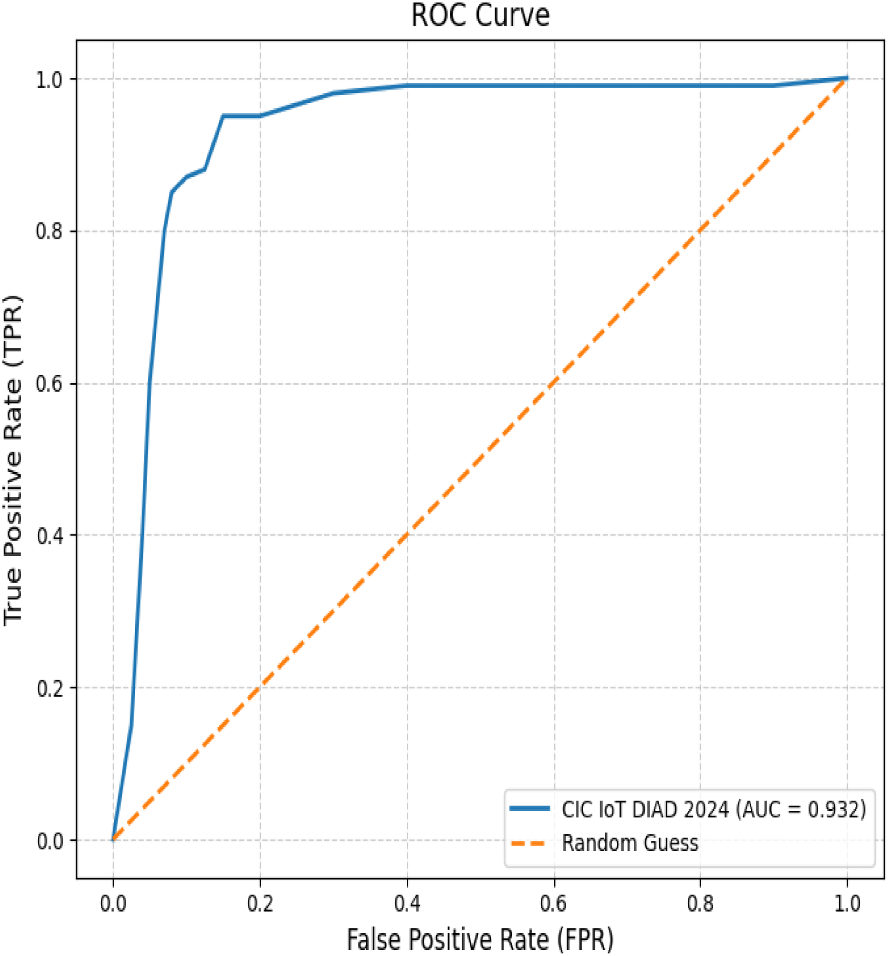 ROC Curve
True Positive Rate (TPR)
1.0
0.8
0.6
0.4
0.2
0.0
0.0 0.2 0.4 0.6 0.8 1.0
False Positive Rate (FPR)
CIC IoT DIAD 2024 (AUC = 0.932)
Random Guess